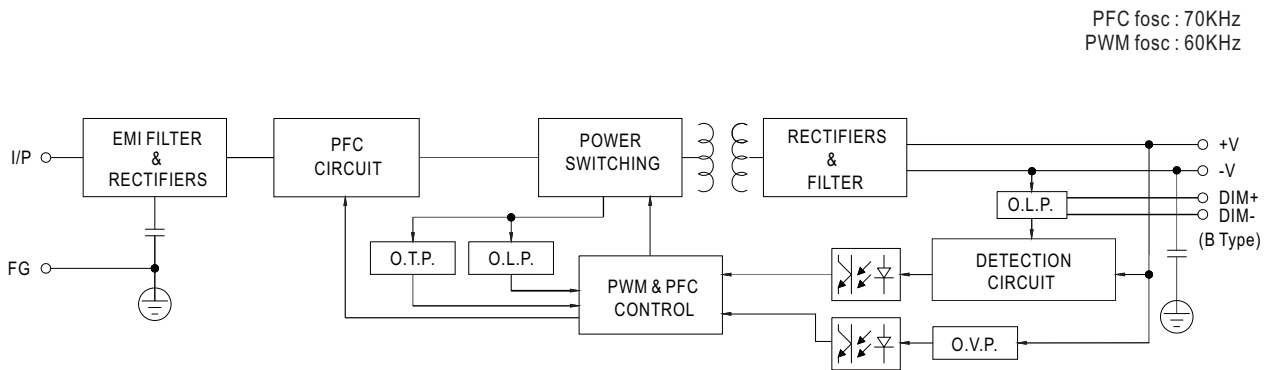 PFC fosc : 70KHz
PWM fosc : 60KHz
I/P
EMI FILTER
&
RECTIFIERS
PFC
CIRCUIT
POWER
SWITCHING
RECTIFIERS
&
FILTER
+V
-V
DIM+
DIM-
(B Type)
O.L.P.
FG
O.T.P.
O.L.P.
PWM & PFC
CONTROL
DETECTION
CIRCUIT
O.V.P.